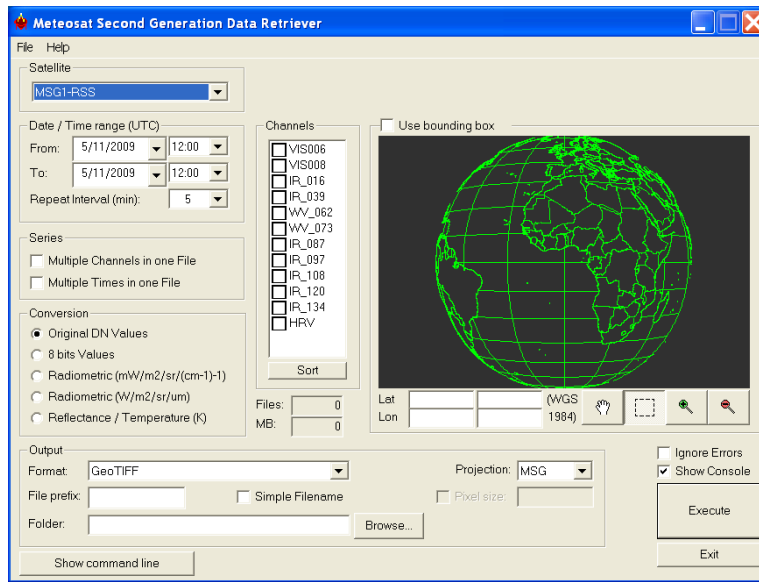 Meteosat Second Generation Data Retriever
File Help
Satellite
MSG1-RSS
Date / Time range (UTC)
From: 5/11/2009 12:00
To: 5/11/2009 12:00
Repeat Interval (min): 5
Series
Multiple Channels in one File
Multiple Times in one File
Conversion
Original DN Values
8 bits Values
Radiometric (mW/m2/sr/(cm-1)-1)
Radiometric (W/m2/sr/um)
Reflectance / Temperature (K)
Channels
VIS006
VIS008
IR_016
IR_039
WV_062
WV_073
IR_087
IR_097
IR_108
IR_120
IR_134
HRV
Sort
Files: 0
MB: 0
Use bounding box
Lat
Lon
(WGS
1984)
Output
Format: GeoTIFF
Projection: MSG
File prefix:
Simple Filename
Pixel size:
Folder:
Browse...
Ignore Errors
Show Console
Execute
Exit
Show command line